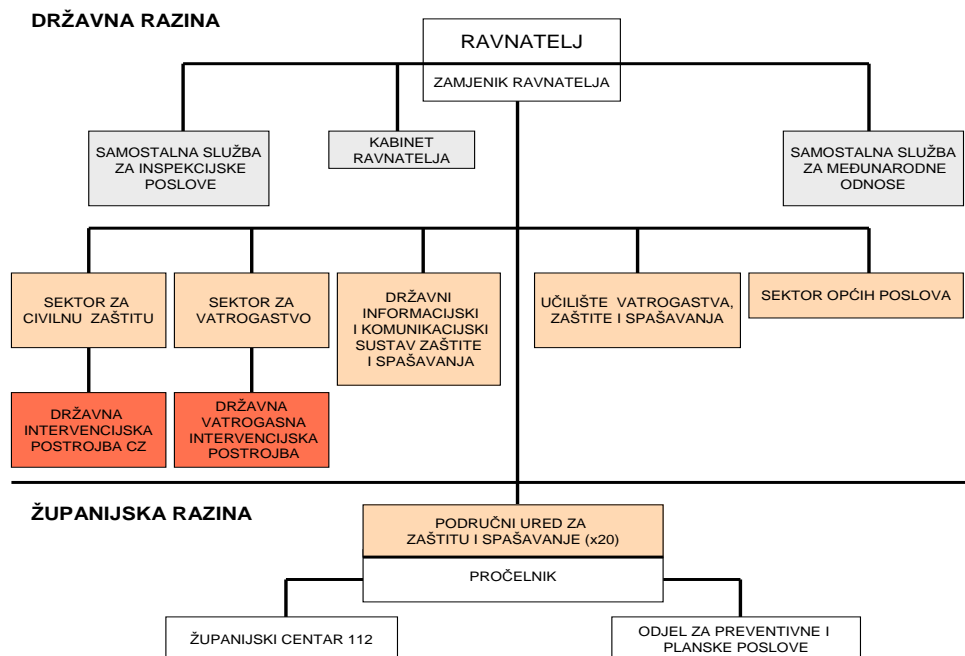 DRŽAVNA RAZINA
RAVNATELJ
ZAMJENIK RAVNATELJA
SAMOSTALNA SLUŽBA
ZA INSPEKCIJSKE
POSLOVE
KABINET
RAVNATELJA
SAMOSTALNA SLUŽBA
ZA MEĐUNARODNE
ODNOSE
SEKTOR ZA
CIVILNU ZAŠTITU
SEKTOR ZA
VATROGASTVO
DRŽAVNI
INFORMACIJSKI
I KOMUNIKACIJSKI
SUSTAV ZAŠTITE
I SPAŠAVANJA
UČILIŠTE VATROGASTVA,
ZAŠTITE I SPAŠAVANJA
SEKTOR OPĆIH POSLOVA
DRŽAVNA
INTERVENCIJSKA
POSTROJBA CZ
DRŽAVNA
VATROGASNA
INTERVENCIJSKA
POSTROJBA
ŽUPANIJSKA RAZINA
PODRUČNI URED ZA
ZAŠTITU I SPAŠAVANJE (x20)
PROČELNIK
ŽUPANIJSKI CENTAR 112
ODJEL ZA PREVENTIVNE I
PLANSKE POSLOVE